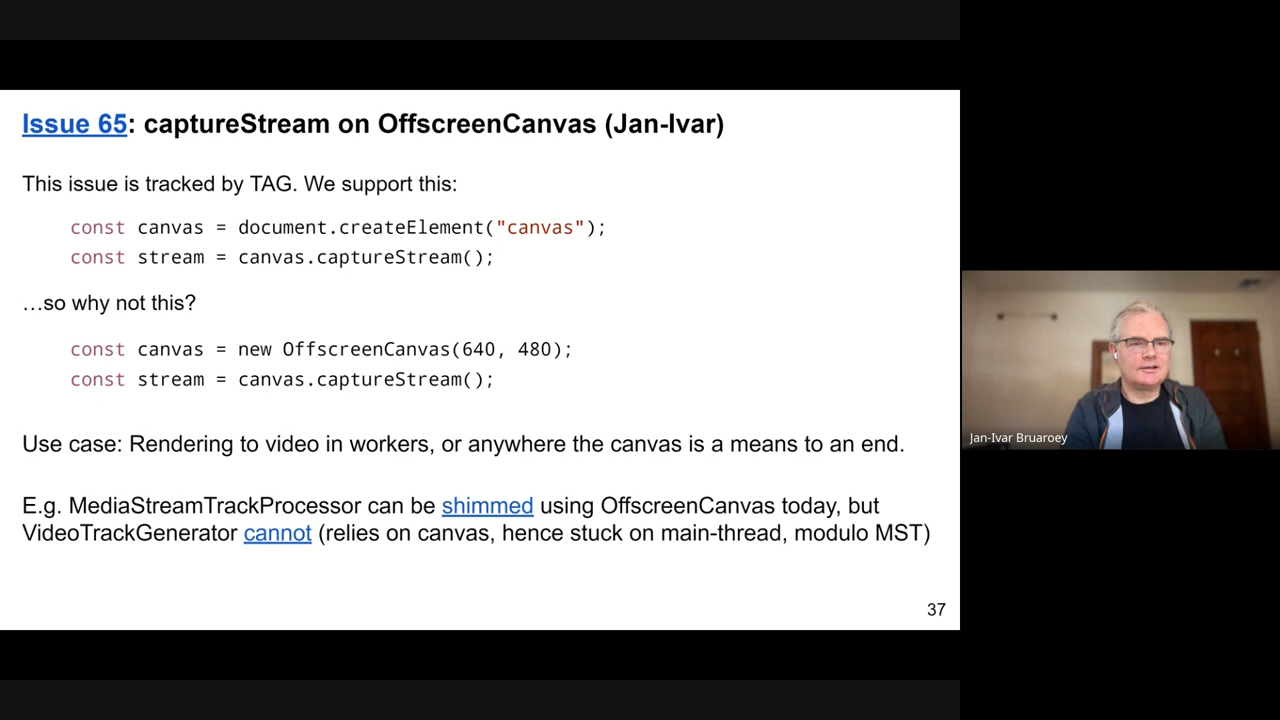 Issue 65: captureStream on OffscreenCanvas (Jan-Ivar)
This issue is tracked by TAG. We support this:
const canvas = document.createElement("canvas");
const stream = canvas.captureStream();
…so why not this?
const canvas = new OffscreenCanvas(640, 480);
const stream = canvas.captureStream();
Use case: Rendering to video in workers, or anywhere the canvas is a means to an end.
E.g. MediaStreamTrackProcessor can be shimmed using OffscreenCanvas today, but
VideoTrackGenerator cannot (relies on canvas, hence stuck on main-thread, modulo MST)
37
Jan-Ivar Bruaroey